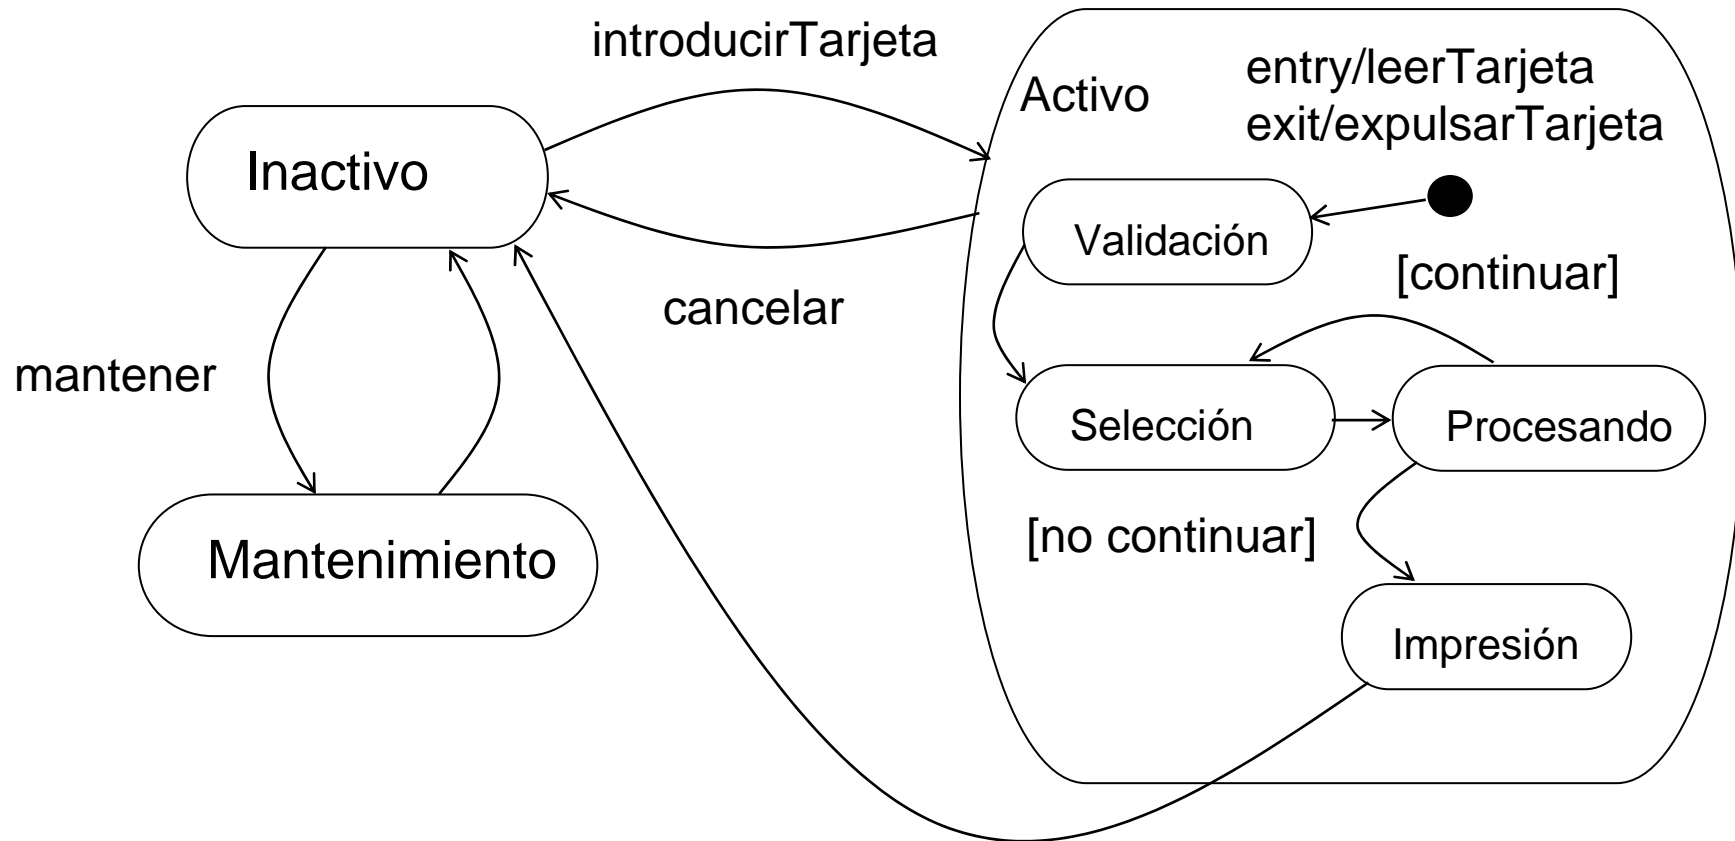 introducirTarjeta
Activo
entry/leerTarjeta
exit/expulsarTarjeta
Inactivo
Validación
[continuar]
cancelar
mantener
Selección
Procesando
[no continuar]
Mantenimiento
Impresión